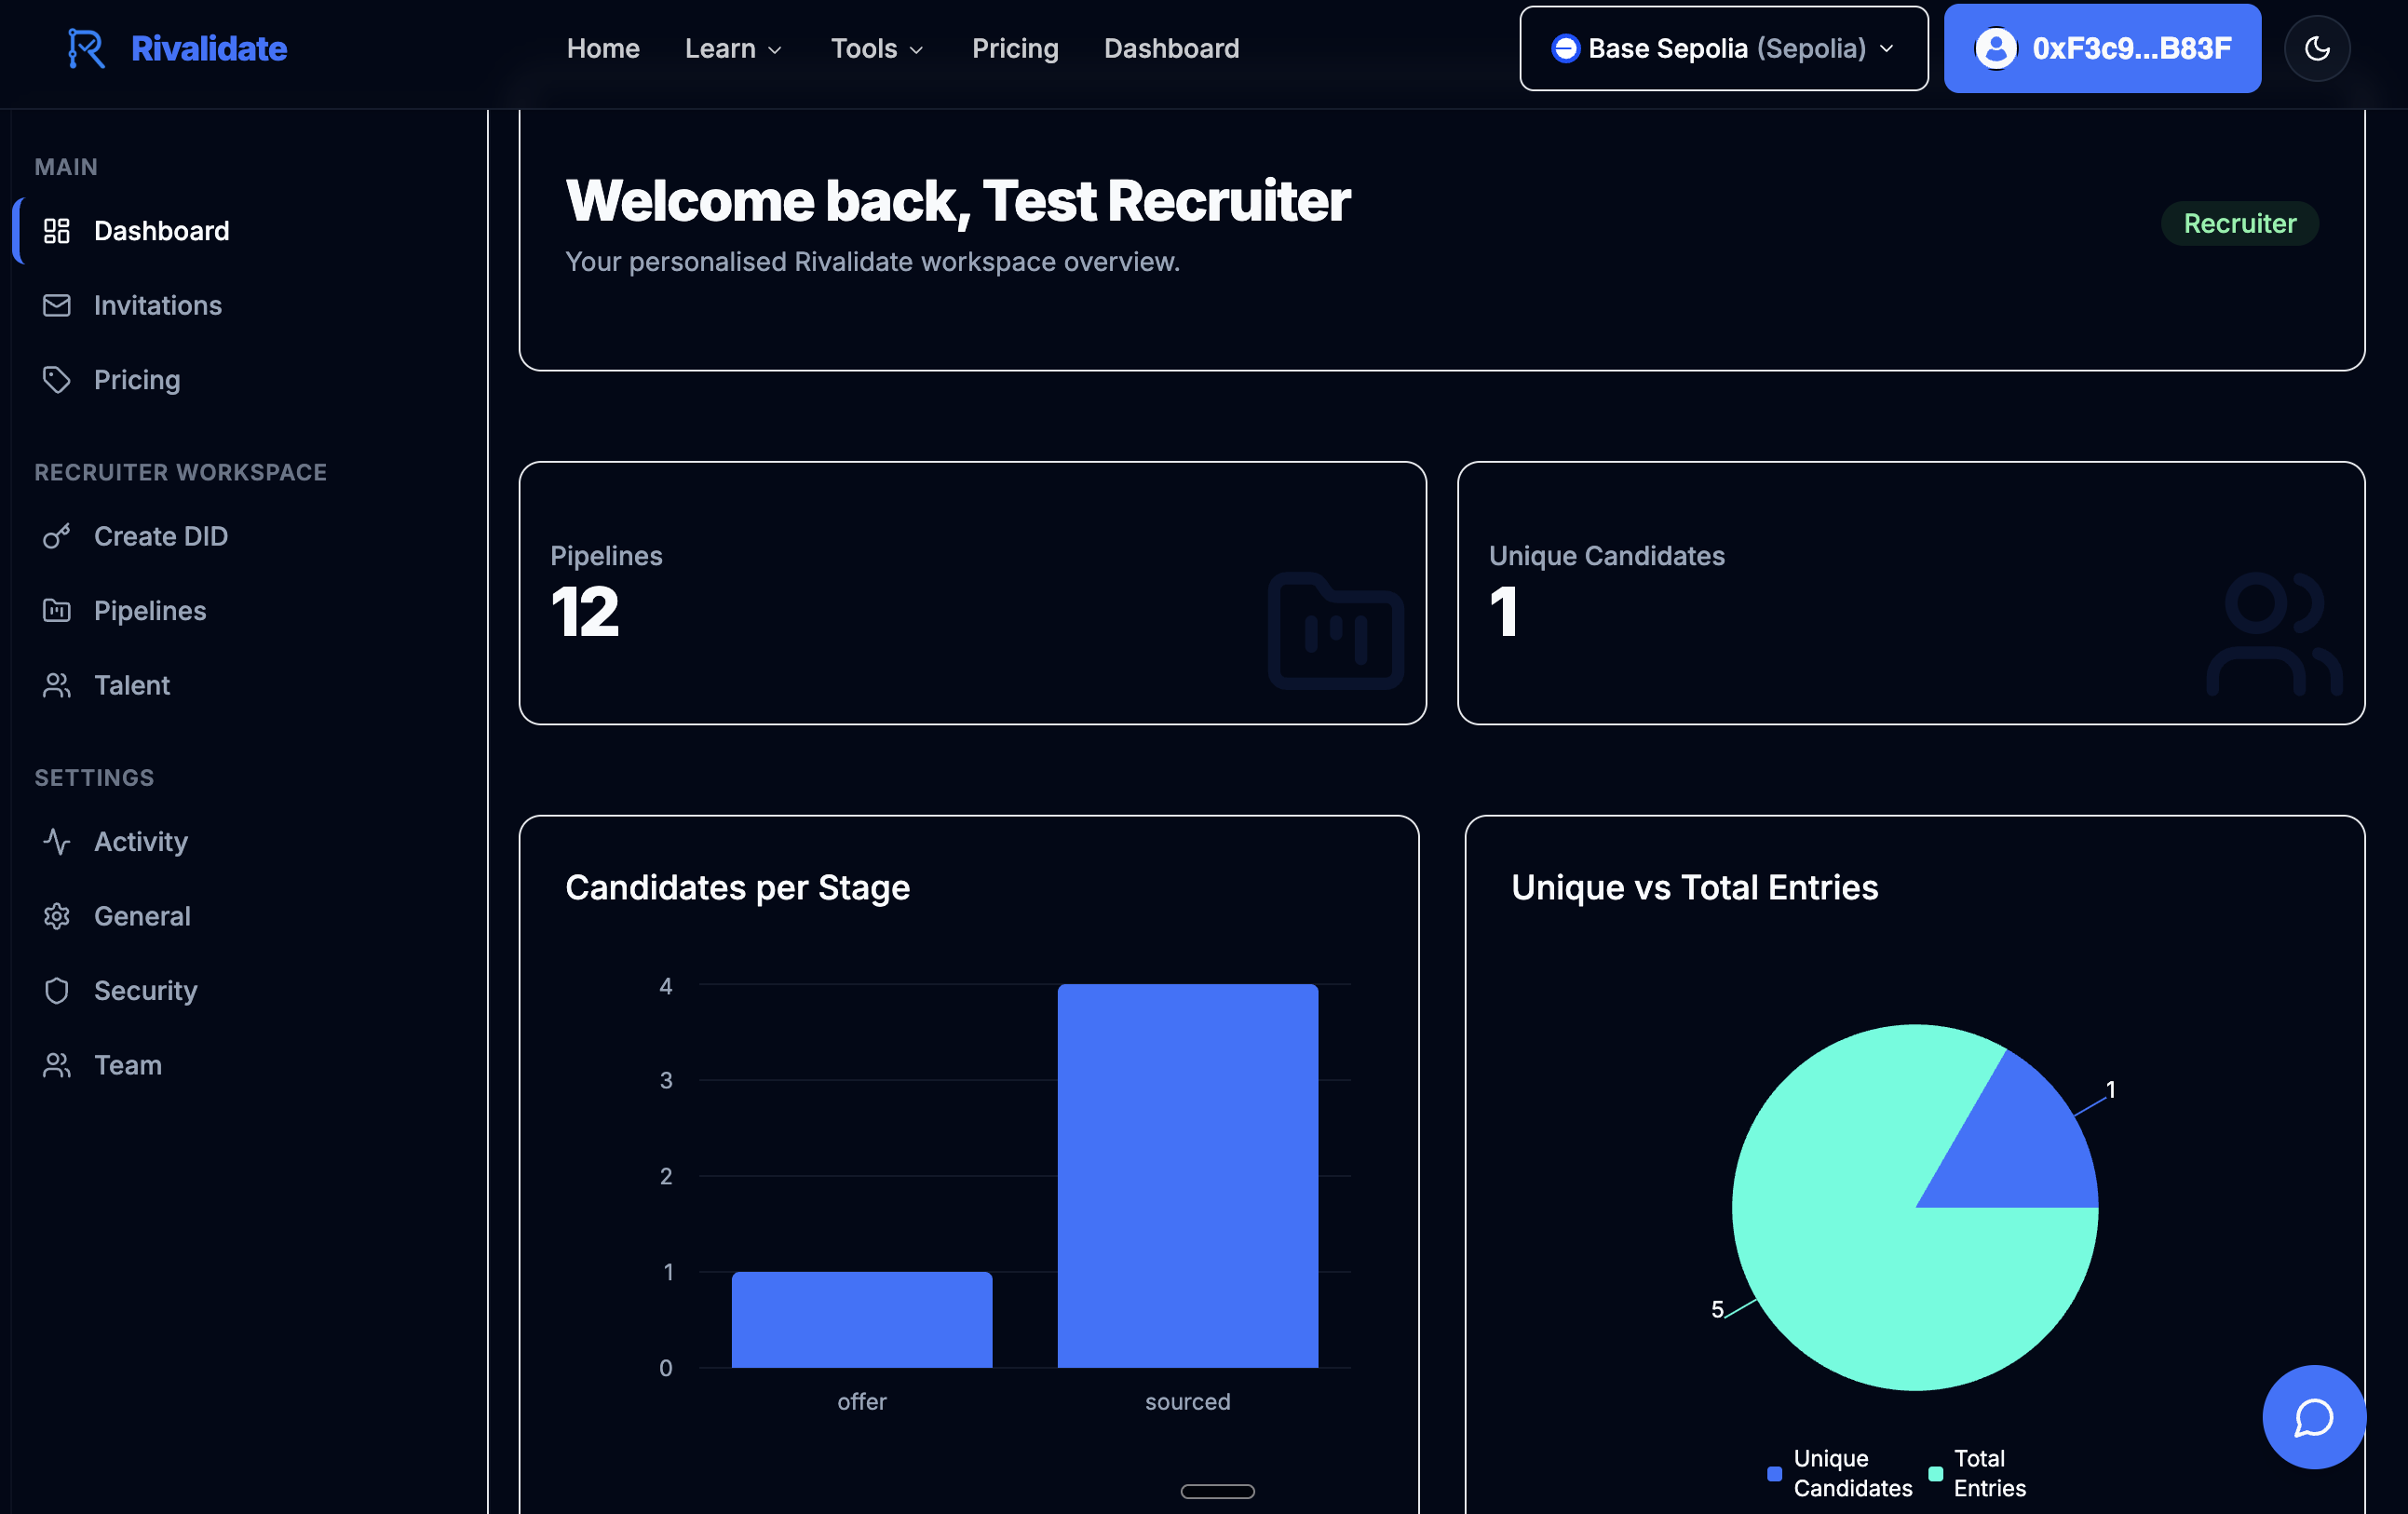 Rivalidate
Home Learn Tools Pricing Dashboard
Base Sepolia (Sepolia)
0xF3c9...B83F
MAIN
Dashboard
Invitations
Pricing
RECRUITER WORKSPACE
Create DID
Pipelines
Talent
SETTINGS
Activity
General
Security
Team
Welcome back, Test Recruiter
Your personalised Rivalidate workspace overview.
Recruiter
Pipelines
12
Unique Candidates
1
Candidates per Stage
4
3
2
1
0
offer sourced
Unique vs Total Entries
1
5
Unique
Candidates
Total
Entries